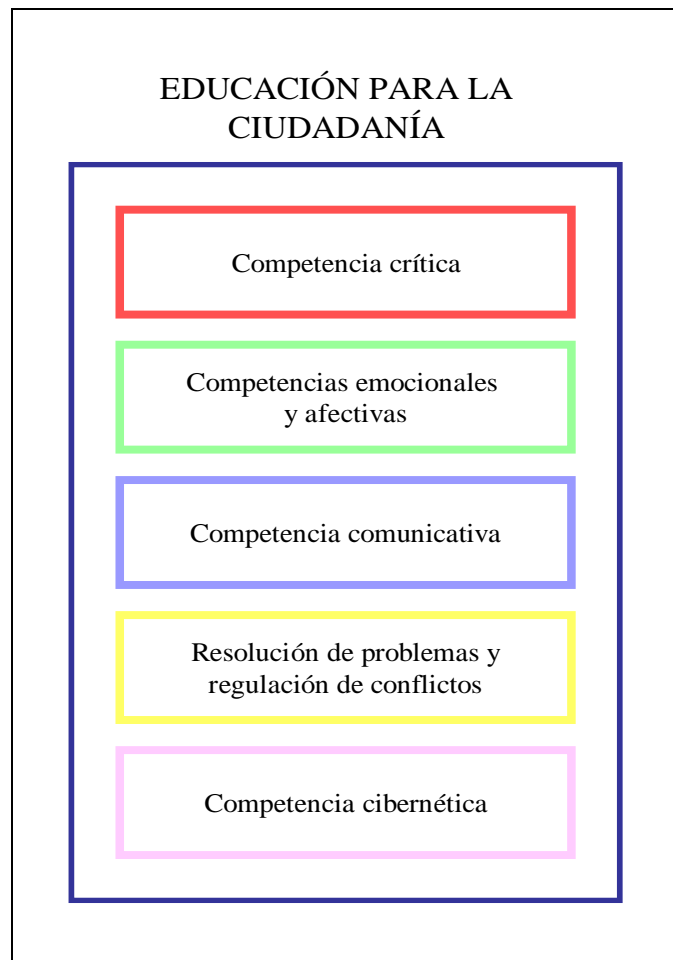 EDUCACIÓN PARA LA
CIUDADANÍA
Competencia crítica
Competencias emocionales
y afectivas
Competencia comunicativa
Resolución de problemas y
regulación de conflictos
Competencia cibernética